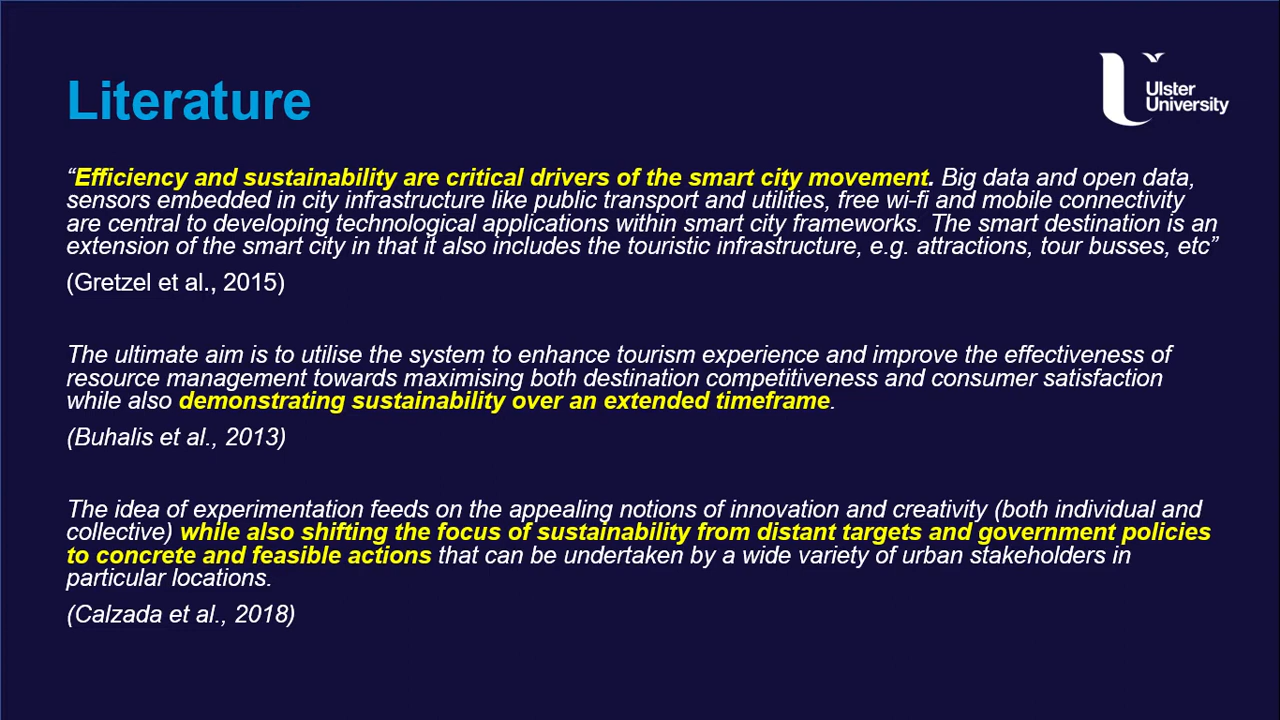 Literature
Ulster
University
“Efficiency and sustainability are critical drivers of the smart city movement. Big data and open data,
sensors embedded in city infrastructure like public transport and utilities, free wi-fi and mobile connectivity
are central to developing technological applications within smart city frameworks. The smart destination is an
extension of the smart city in that it also includes the touristic infrastructure, e.g. attractions, tour busses, etc”
(Gretzel et al., 2015)
The ultimate aim is to utilise the system to enhance tourism experience and improve the effectiveness of
resource management towards maximising both destination competitiveness and consumer satisfaction
while also demonstrating sustainability over an extended timeframe.
(Buhalis et al., 2013)
The idea of experimentation feeds on the appealing notions of innovation and creativity (both individual and
collective) while also shifting the focus of sustainability from distant targets and government policies
to concrete and feasible actions that can be undertaken by a wide variety of urban stakeholders in
particular locations.
(Calzada et al., 2018)